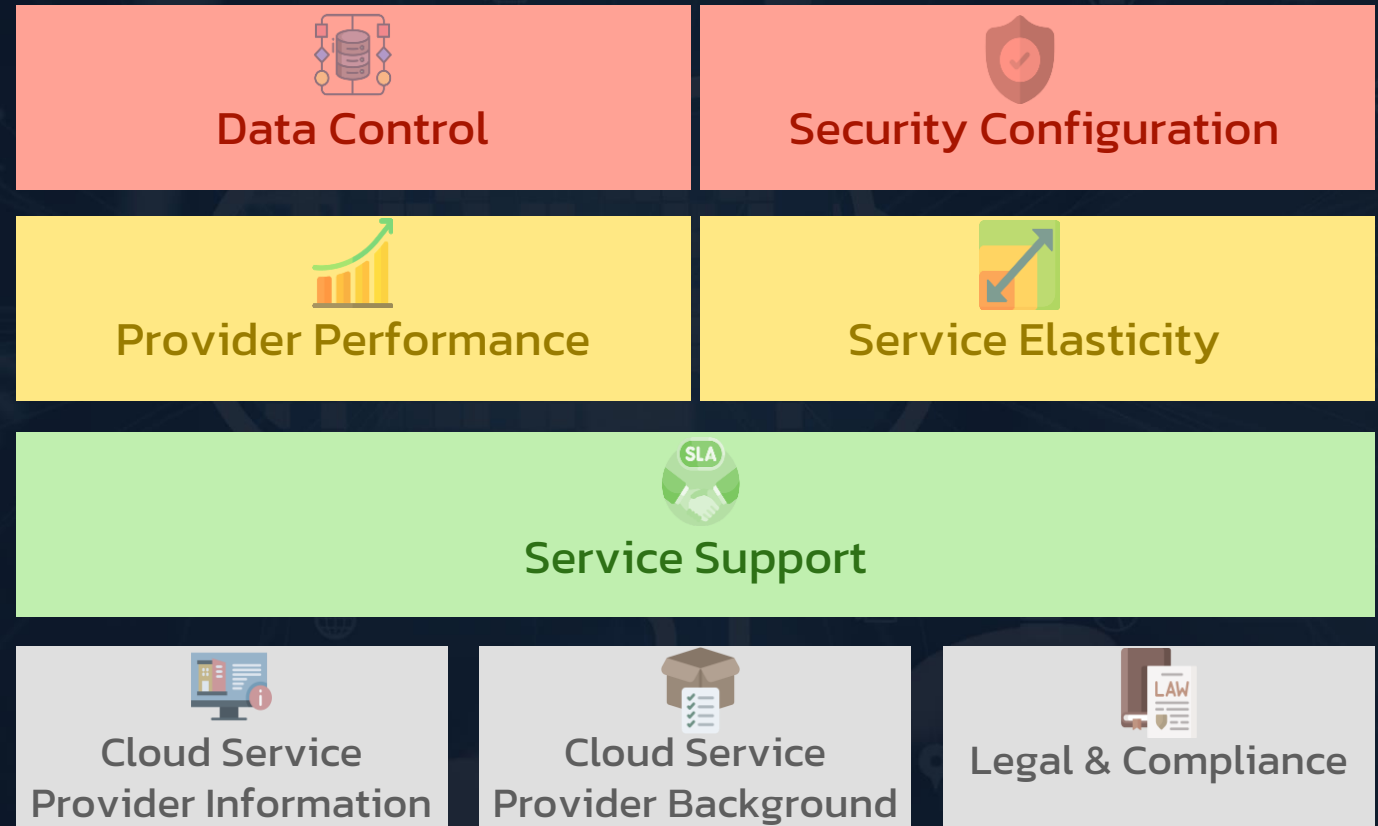 Data Control
Security Configuration
Provider Performance
Service Elasticity
SLA
Service Support
Cloud Service
Provider Information
Cloud Service
Provider Background
LAW
Legal & Compliance